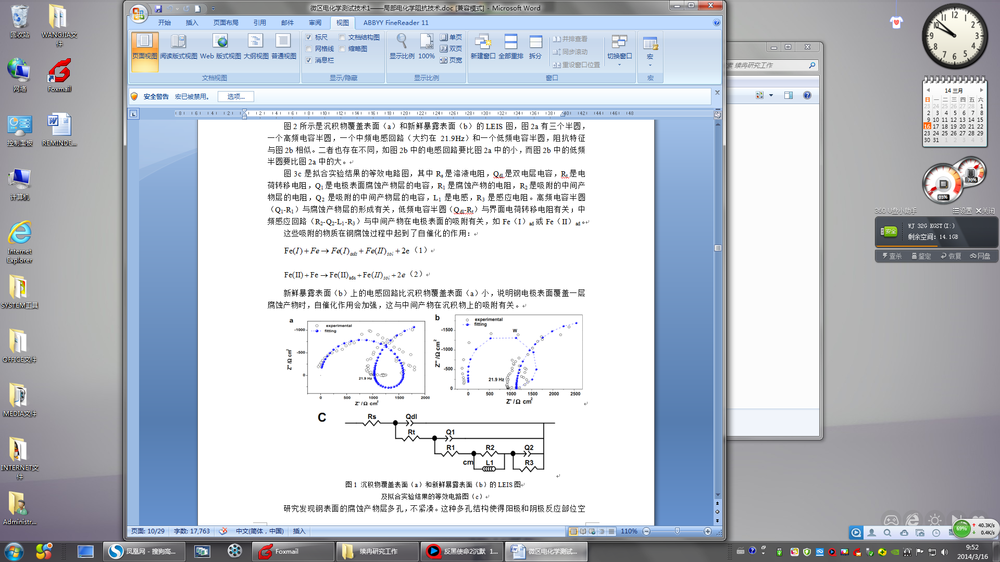 微区电化学测试技术1——局部电化学阻抗技术.doc [兼容模式] - Microsoft Word
开始 插入 页面布局 引用 邮件 审阅 视图 ABBYY FineReader 11
页面视图 阅读版式视图 Web 版式视图 大纲视图 普通视图
文档视图
标尺 文档结构图
网格线 缩略图
消息栏
显示/隐藏
显示比例 100% 单页
双页
页宽
显示比例
新建窗口 全部重排 拆分
并排查看
同步滚动
重设窗口位置
切换窗口
窗口
宏
宏
安全警告 宏已被禁用。 选项...
图 2 所示是沉积物覆盖表面（a）和新鲜暴露表面（b）的 LEIS 图，图 2a 有三个半圆，
一个高频电容半圆，一个中频电感回路（大约在 21.9Hz）和一个低频电容半圆，阻抗特征
与图 2b 相似。二者也存在不同，如图 2b 中的电感回路要比图 2a 中的小，而图 2b 中的低频
半圆要比图 2a 中的大。
图 3c 是拟合实验结果的等效电路图，其中 Rs 是溶液电阻，Qdl 是双电层电容，Rt 是电
荷转移电阻，Q1 是电极表面腐蚀产物层的电容，R1 是腐蚀产物的电阻，R2 是吸附的中间产
物层的电阻，Q2 是吸附的中间产物层的电容，L1 是电感，R3 是感应电阻。高频电容半圆
（Q1-R1）与腐蚀产物层的形成有关，低频电容半圆（Qdl-Rt）与界面电荷转移电阻有关；中
频感应回路（R2-Q2-L1-R3）与中间产物在电极表面的吸附有关，如 Fe（I）ad 或 Fe（II）ad。
这些吸附的物质在钢腐蚀过程中起到了自催化的作用：
Fe(I)+Fe→Fe(I)ads+Fe(II)sol+2e（1）
Fe(II)+Fe→Fe(II)ads+Fe(II)sol+2e（2）
新鲜暴露表面（b）上的电感回路比沉积物覆盖表面（a）小，说明钢电极表面覆盖一层
腐蚀产物时，自催化作用会加强，这与中间产物在沉积物上的吸附有关。
a
experimental
fitting
-1000
-500
0
Z''/Ω cm2
21.9 Hz
0 500 1000 1500 2000
Z'/Ω cm2
b
experimental
fitting
W
-1500
-1000
-500
0
Z''/Ω cm2
21.9 Hz
0 500 1000 1500 2000 2500
Z'/Ω cm2
C
Rs Qdl
Rt Q1
R1 R2 Q2
cm L1 R3
图 1 沉积物覆盖表面（a）和新鲜暴露表面（b）的 LEIS 图
及拟合实验结果的等效电路图（c）
研究发现钢表面的腐蚀产物层多孔，不紧凑。这种多孔结构使得阳极和阴极反应部位空
页面: 10/29 字数: 17,763 中文(简体，中国) 插入 110%
回收站 WANGJIA文件
网络 Foxmail
控制面板 REMINDE...
计算机
Internet Explorer
SYSTEM工具
OFFICE文件
MEDIA文件
INTERNET文件
Administr...
续冉研究工作
12 1 2 3 4 5 6 7 8 9 10 11
14 三月
日 一 二 三 四 五 六
23 24 25 26 27 28 1
2 3 4 5 6 7 8
9 10 11 12 13 14 15
16 17 18 19 20 21 22
23 24 25 26 27 28 29
30 31 1 2 3 4 5
70%
03%
360 U盘小助手 设置 关闭
安全 WJ 32G KGST(I:)
剩余空间: 14.1GB
查杀 鉴定 恢复 网盘
69% 40.3K/s
0.4K/s
凤凰网 - 搜狗高... Foxmail 续冉研究工作 反黑使命2沉默 1... 微区电化学测试...
9:52
2014/3/16